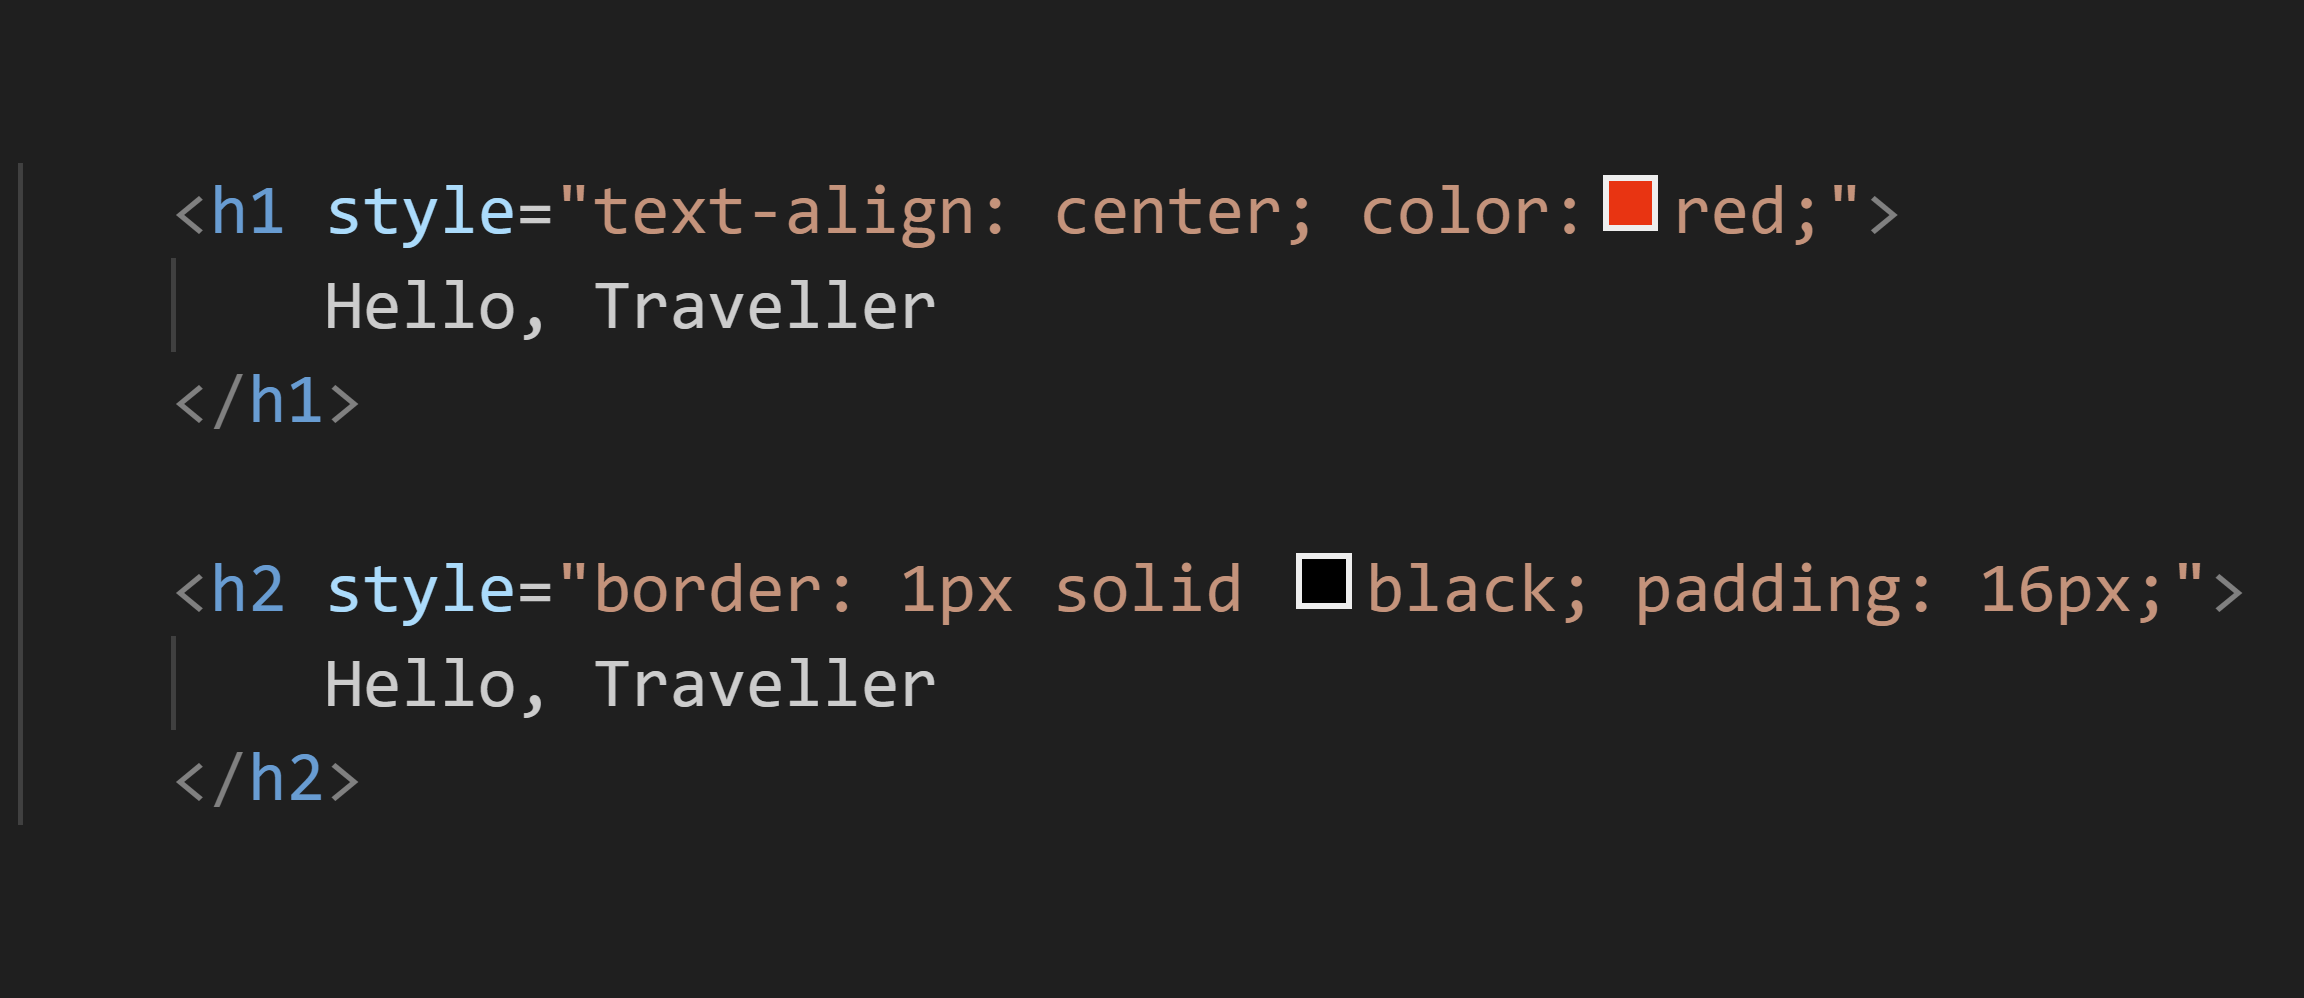 <h1 style="text-align: center; color:red;">
Hello, Traveller
</h1>
<h2 style="border: 1px solid black; padding: 16px;">
Hello, Traveller
</h2>